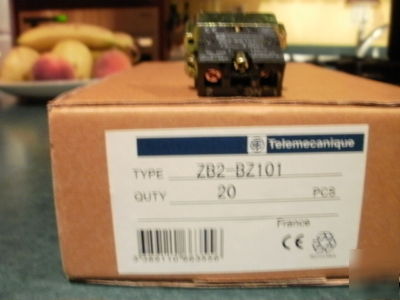 Telemecanique
TYPE ZB2-BZ101
QUTY 20 PCS
France
CE